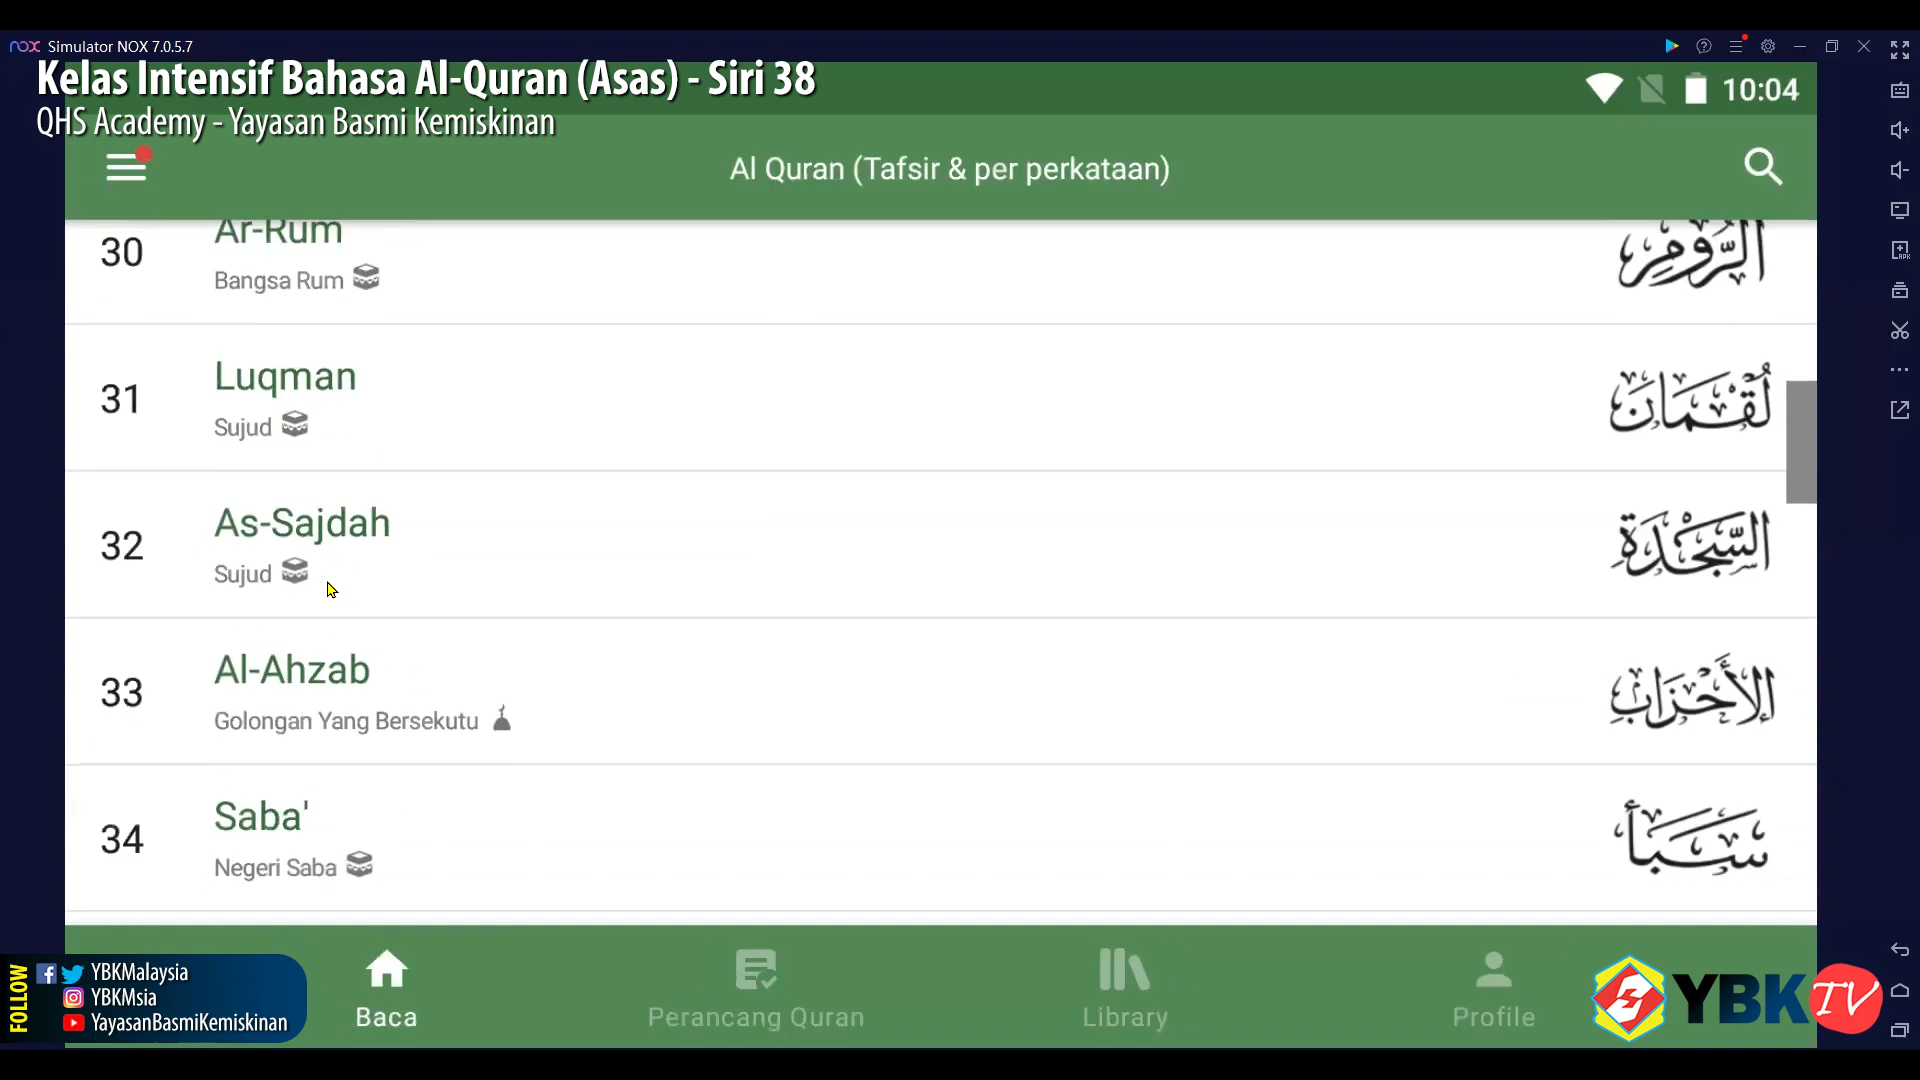 nox Simulator NOX 7.0.5.7
Kelas Intensif Bahasa Al-Quran (Asas) - Siri 38
QHS Academy - Yayasan Basmi Kemiskinan
10:04
Al Quran (Tafsir & per perkataan)
30 Ar-Rum الرُّومِ
Bangsa Rum
31 Luqman لُقْمَانَ
Sujud
32 As-Sajdah السَّجْدَةِ
Sujud
33 Al-Ahzab الأَحْزَابِ
Golongan Yang Bersekutu
34 Saba' سَبَأ
Negeri Saba
Baca
Perancang Quran
Library
Profile
FOLLOW
YBKMalaysia
YBKMsia
YayasanBasmiKemiskinan
YBK TV